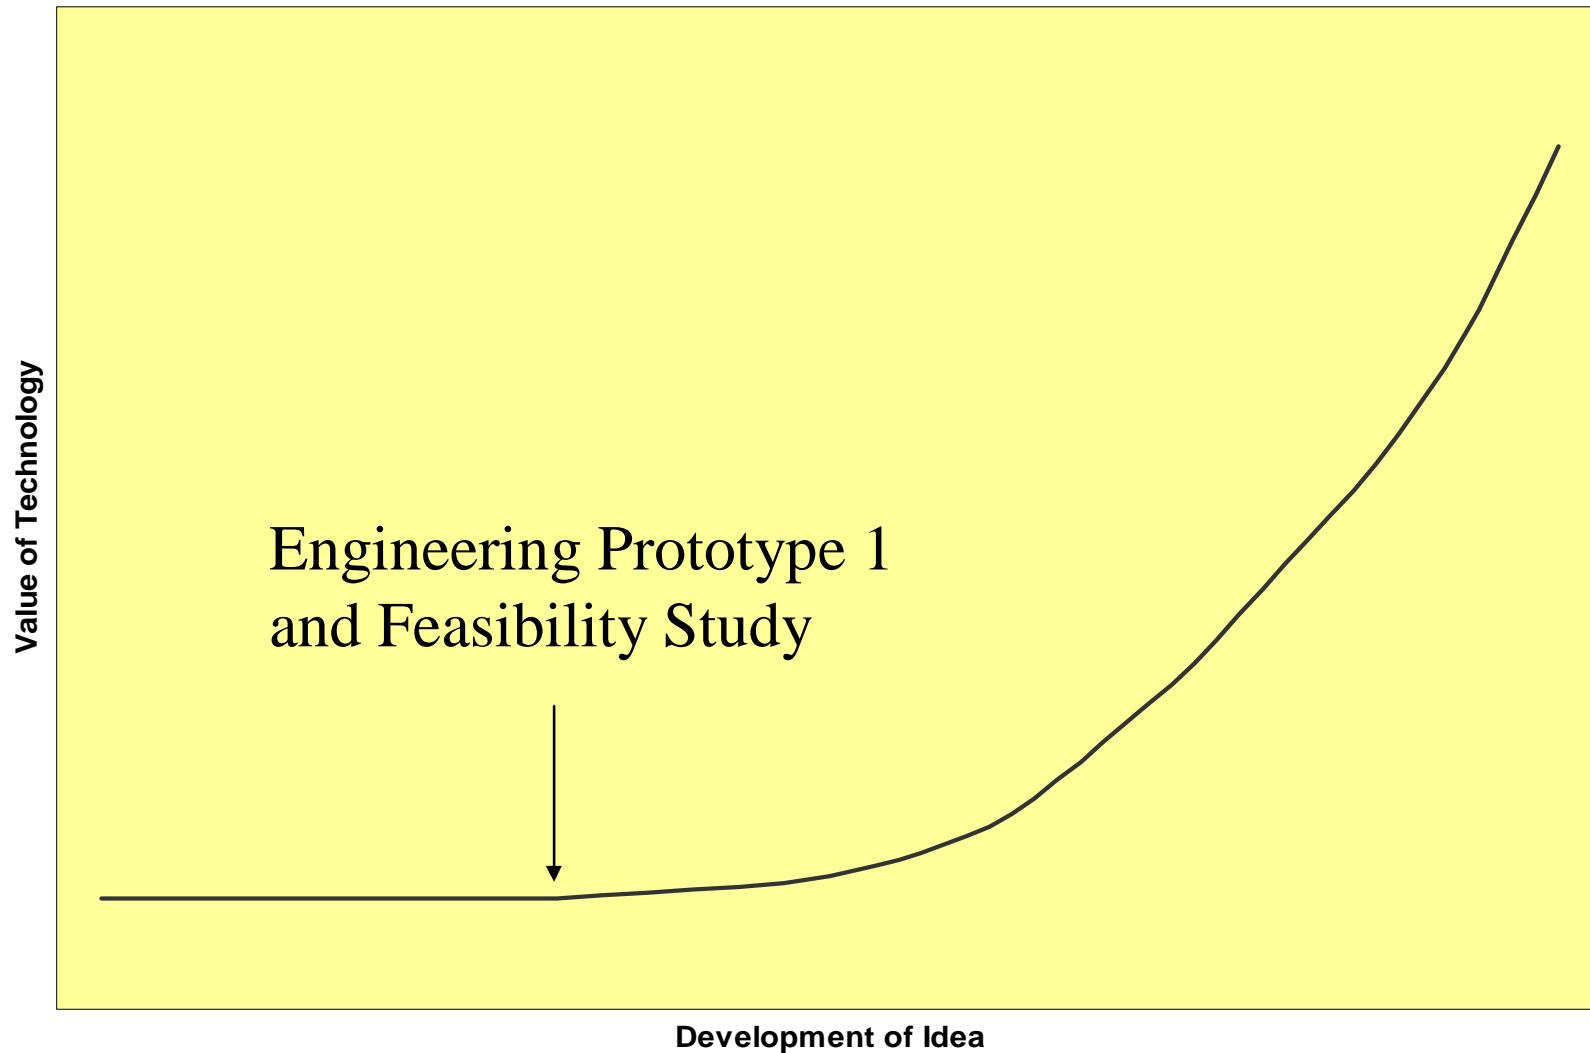 Value of Technology
Engineering Prototype 1
and Feasibility Study
Development of Idea